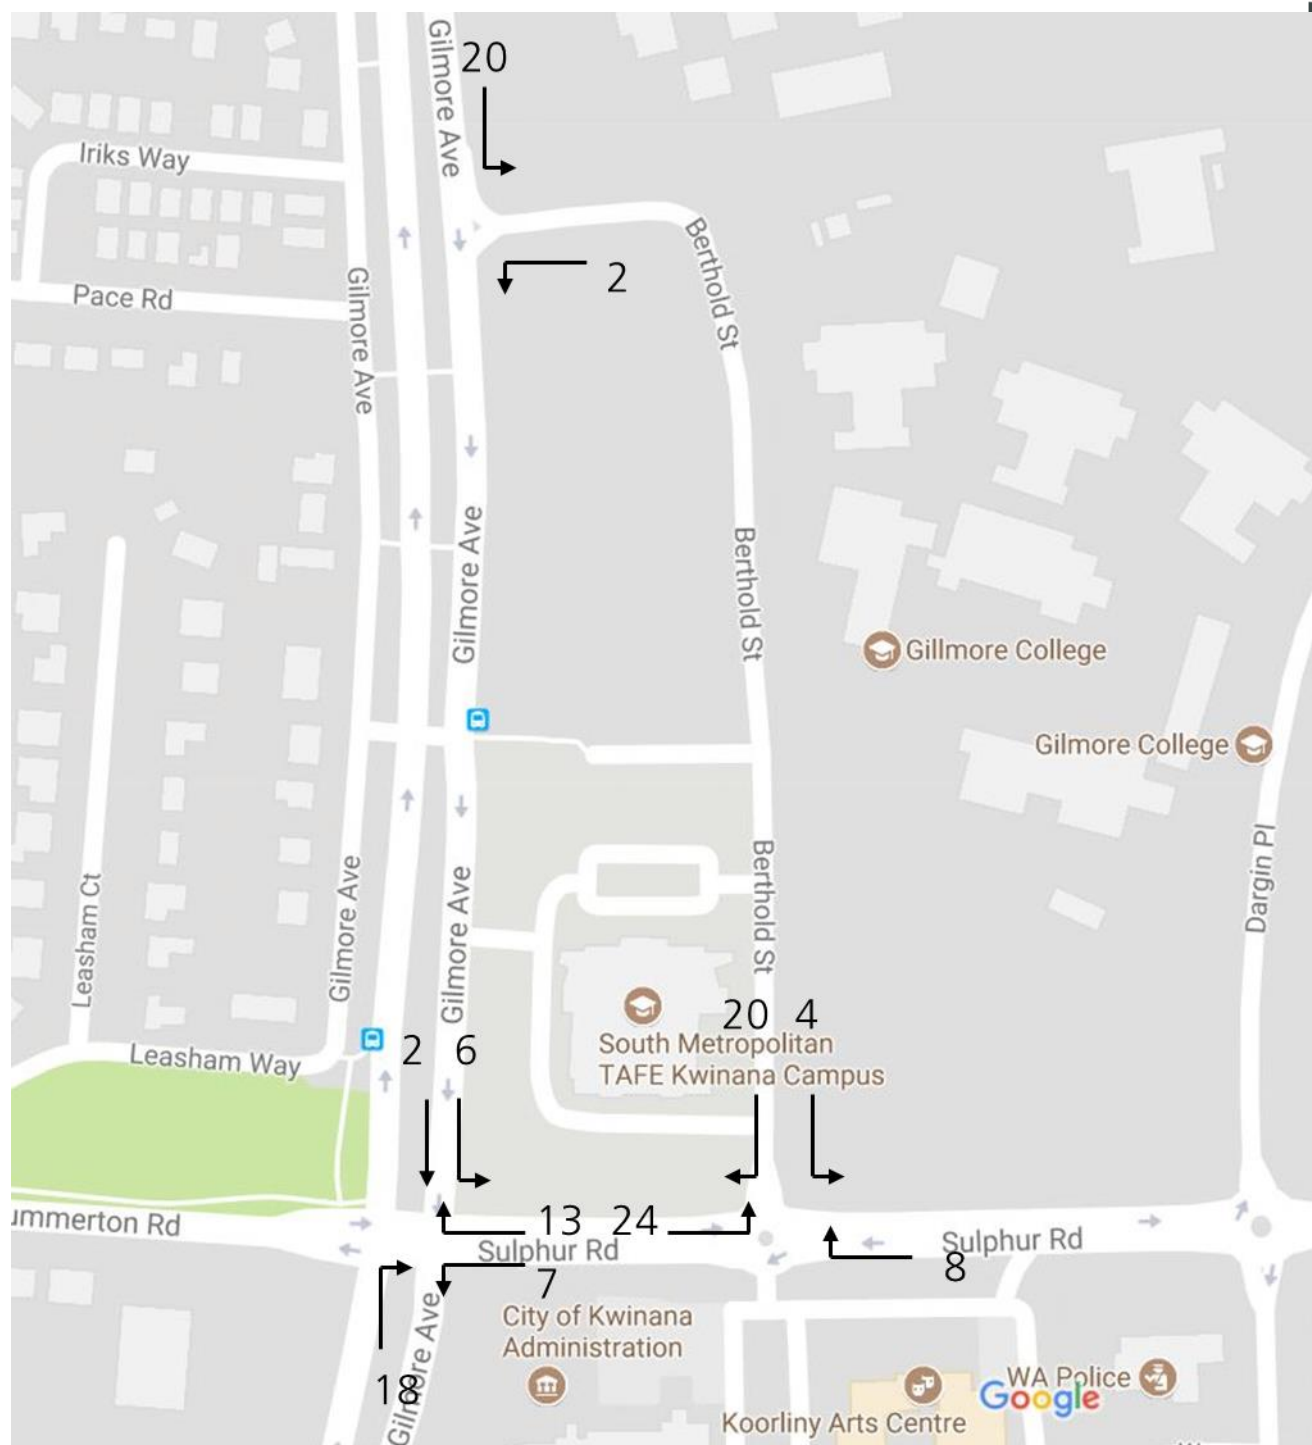 Gilmore Ave
20
Iriks Way
Berthold St
2
Pace Rd
Gilmore Ave
Gilmore Ave
Berthold St
Gillmore College
Gilmore College
Leasham Ct
Gilmore Ave
Gilmore Ave
Berthold St
Dargin Pl
20 4
2 6
South Metropolitan
TAFE Kwinana Campus
Leasham Way
ummerton Rd
13 24
Sulphur Rd
Sulphur Rd
7
8
Gilmore Ave
City of Kwinana
Administration
18
WA Police
Google
Koorliny Arts Centre